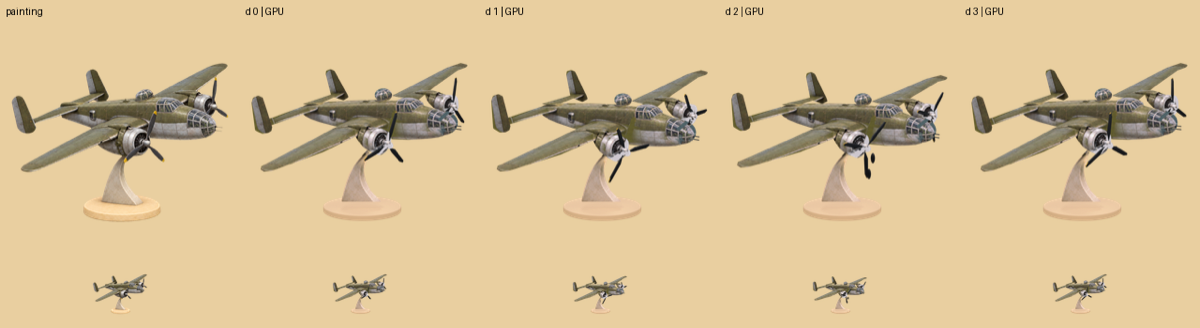 painting
d 0 | GPU
d 1 | GPU
d 2 | GPU
d 3 | GPU